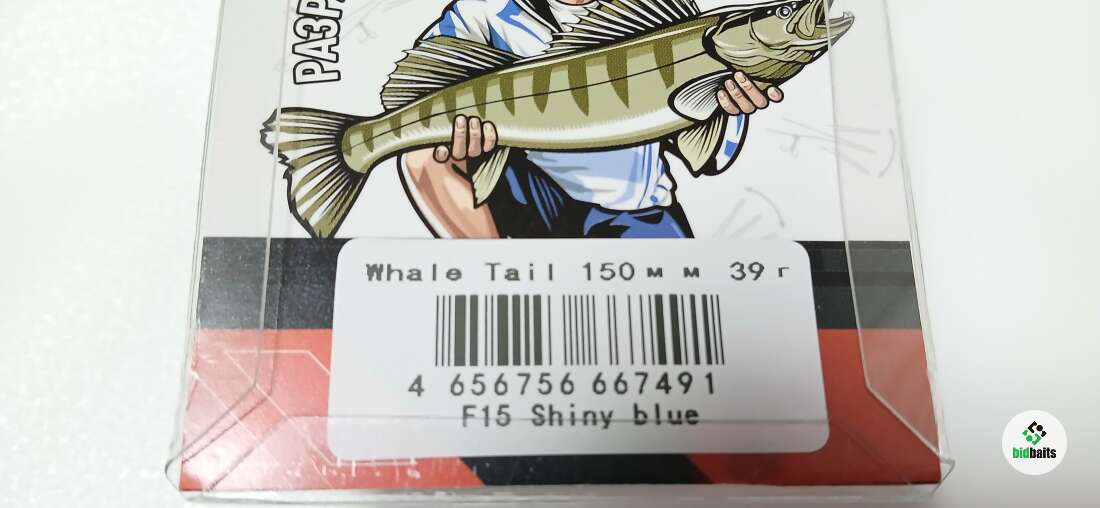 Whale Tail 150мм 39г
4 656756 667491
F15 Shiny blue
bidbaits